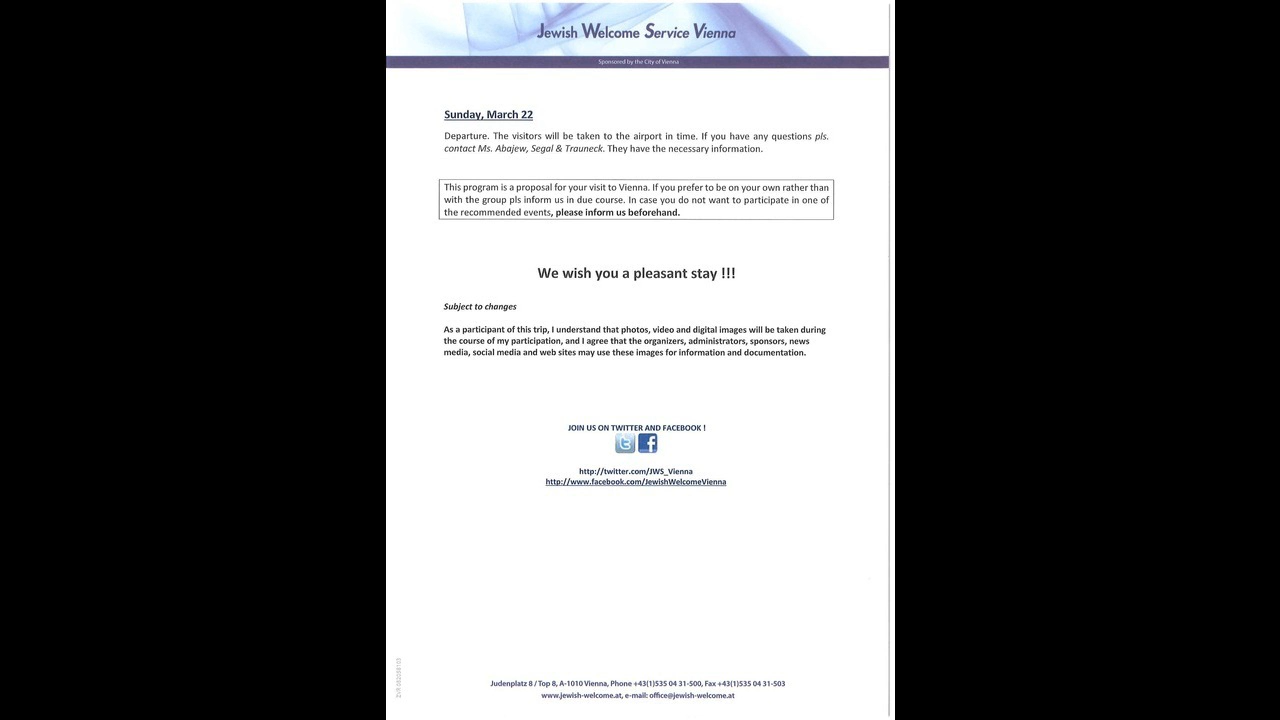 Jewish Welcome Service Vienna
Sponsored by the City of Vienna
Sunday, March 22
Departure. The visitors will be taken to the airport in time. If you have any questions pls.
contact Ms. Abajew, Segal & Trauneck. They have the necessary information.
This program is a proposal for your visit to Vienna. If you prefer to be on your own rather than
with the group pls inform us in due course. In case you do not want to participate in one of
the recommended events, please inform us beforehand.
We wish you a pleasant stay !!!
Subject to changes
As a participant of this trip, I understand that photos, video and digital images will be taken during
the course of my participation, and I agree that the organizers, administrators, sponsors, news
media, social media and web sites may use these images for information and documentation.
JOIN US ON TWITTER AND FACEBOOK !
http://twitter.com/JWS_Vienna
http://www.facebook.com/JewishWelcomeVienna
Judenplatz 8 / Top 8, A-1010 Vienna, Phone +43(1)535 04 31-500, Fax +43(1)535 04 31-503
www.jewish-welcome.at, e-mail: office@jewish-welcome.at